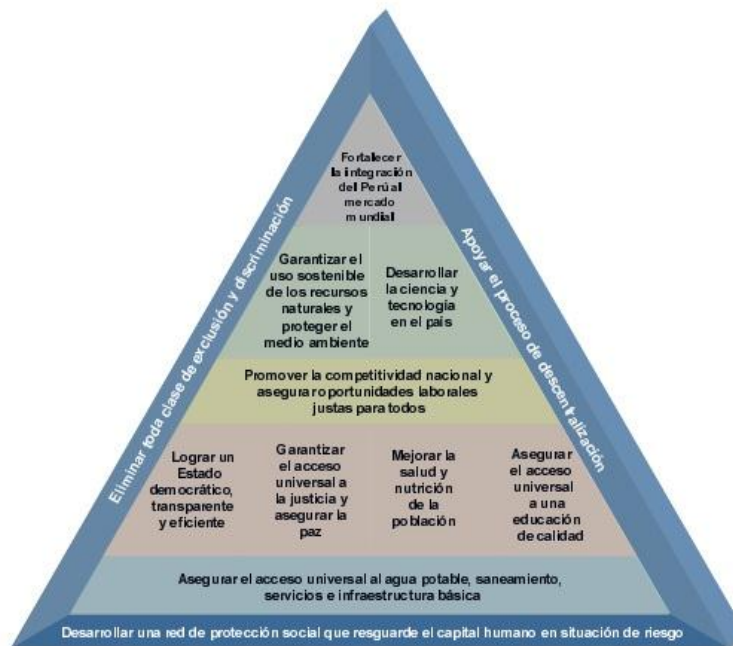 Fortalecer
la integración
del Perú al
mercado
mundial
Garantizar el
uso sostenible
de los recursos
naturales y
proteger el
medio ambiente
Desarrollar
la ciencia y
tecnología
en el país
Promover la competitividad nacional y
asegurar oportunidades laborales
justas para todos
Lograr un
Estado
democrático,
transparente
y eficiente
Garantizar
el acceso
universal a
la justicia y
asegurar la
paz
Mejorar la
salud y
nutrición
de la
población
Asegurar
el acceso
universal
a una
educación
de calidad
Asegurar el acceso universal al agua potable, saneamiento,
servicios e infraestructura básica
Eliminar toda clase de exclusión y discriminación
Apoyar el proceso de descentralización
Desarrollar una red de protección social que resguarde el capital humano en situación de riesgo